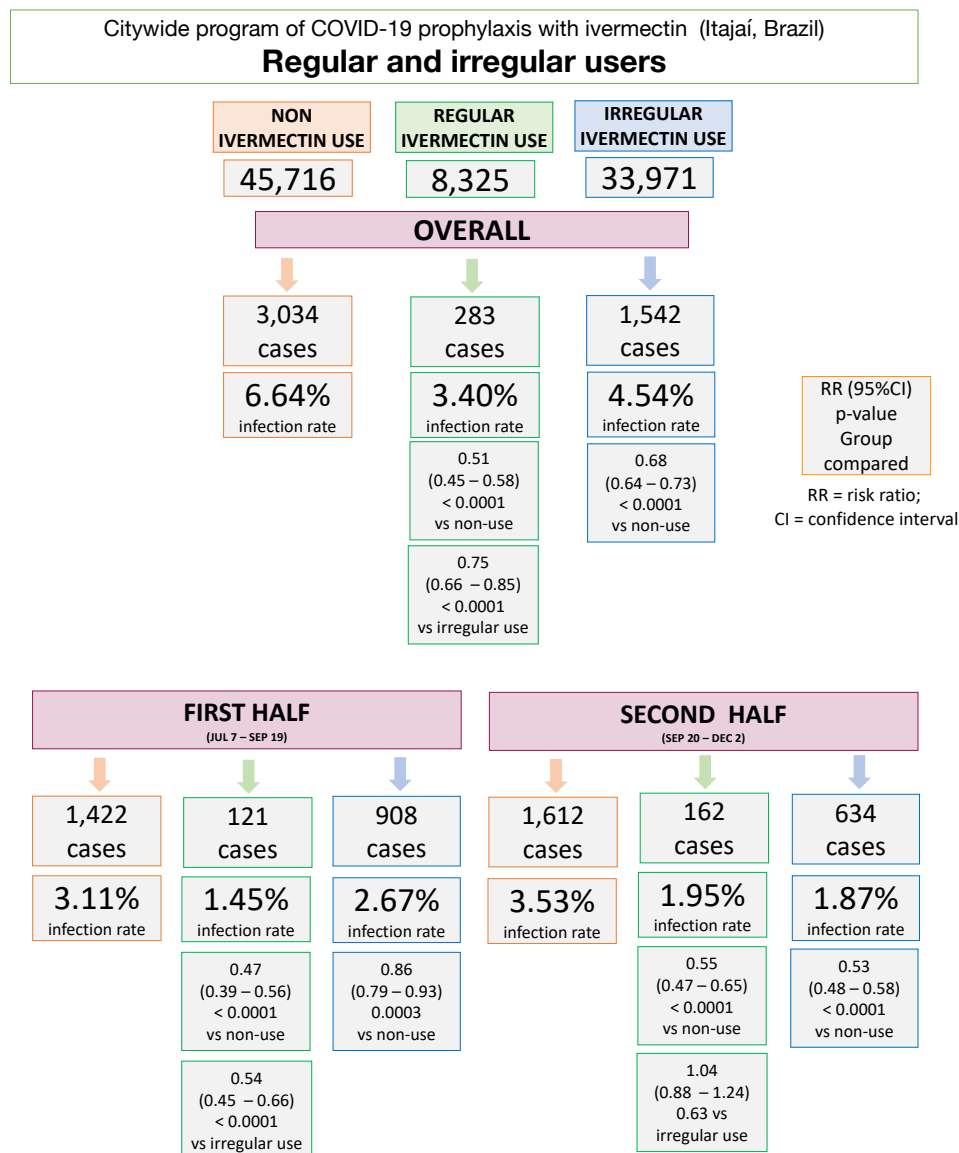 Citywide program of COVID-19 prophylaxis with ivermectin (Itajaí, Brazil)
Regular and irregular users
NON
IVERMECTIN USE
45,716
REGULAR
IVERMECTIN USE
8,325
IRREGULAR
IVERMECTIN USE
33,971
OVERALL
3,034
cases
6.64%
infection rate
283
cases
3.40%
infection rate
0.51
(0.45 – 0.58)
< 0.0001
vs non-use
0.75
(0.66 – 0.85)
< 0.0001
vs irregular use
1,542
cases
4.54%
infection rate
0.68
(0.64 – 0.73)
< 0.0001
vs non-use
RR (95%CI)
p-value
Group
compared
RR = risk ratio;
CI = confidence interval
FIRST HALF
(JUL 7 – SEP 19)
1,422
cases
3.11%
infection rate
121
cases
1.45%
infection rate
0.47
(0.39 – 0.56)
< 0.0001
vs non-use
0.54
(0.45 – 0.66)
< 0.0001
vs irregular use
908
cases
2.67%
infection rate
0.86
(0.79 – 0.93)
0.0003
vs non-use
SECOND HALF
(SEP 20 – DEC 2)
1,612
cases
3.53%
infection rate
162
cases
1.95%
infection rate
0.55
(0.47 – 0.65)
< 0.0001
vs non-use
1.04
(0.88 – 1.24)
0.63 vs
irregular use
634
cases
1.87%
infection rate
0.53
(0.48 – 0.58)
< 0.0001
vs non-use